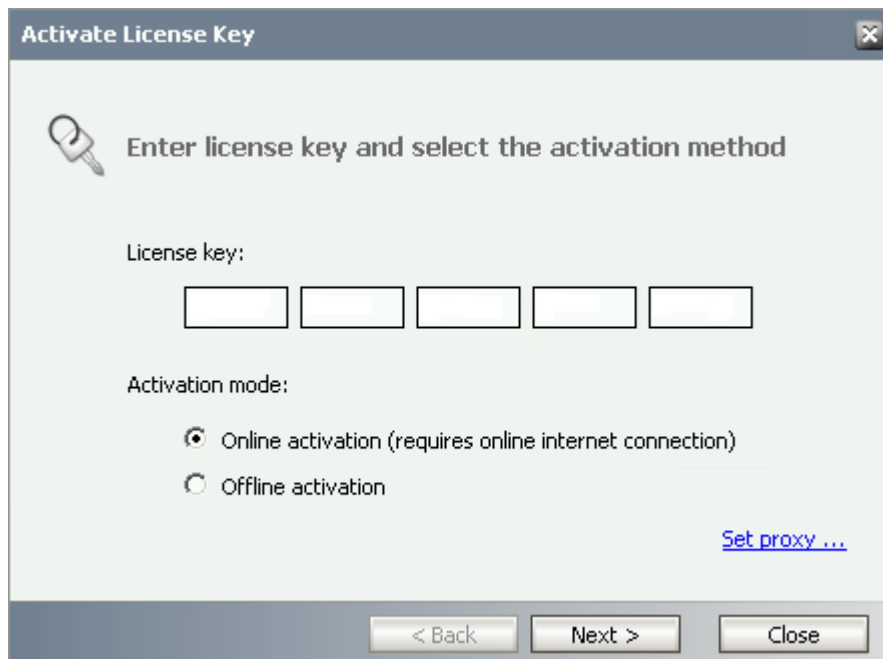 Activate License Key
Enter license key and select the activation method
License key:
Activation mode:
Online activation (requires online internet connection)
Offline activation
Set proxy ...
< Back Next > Close